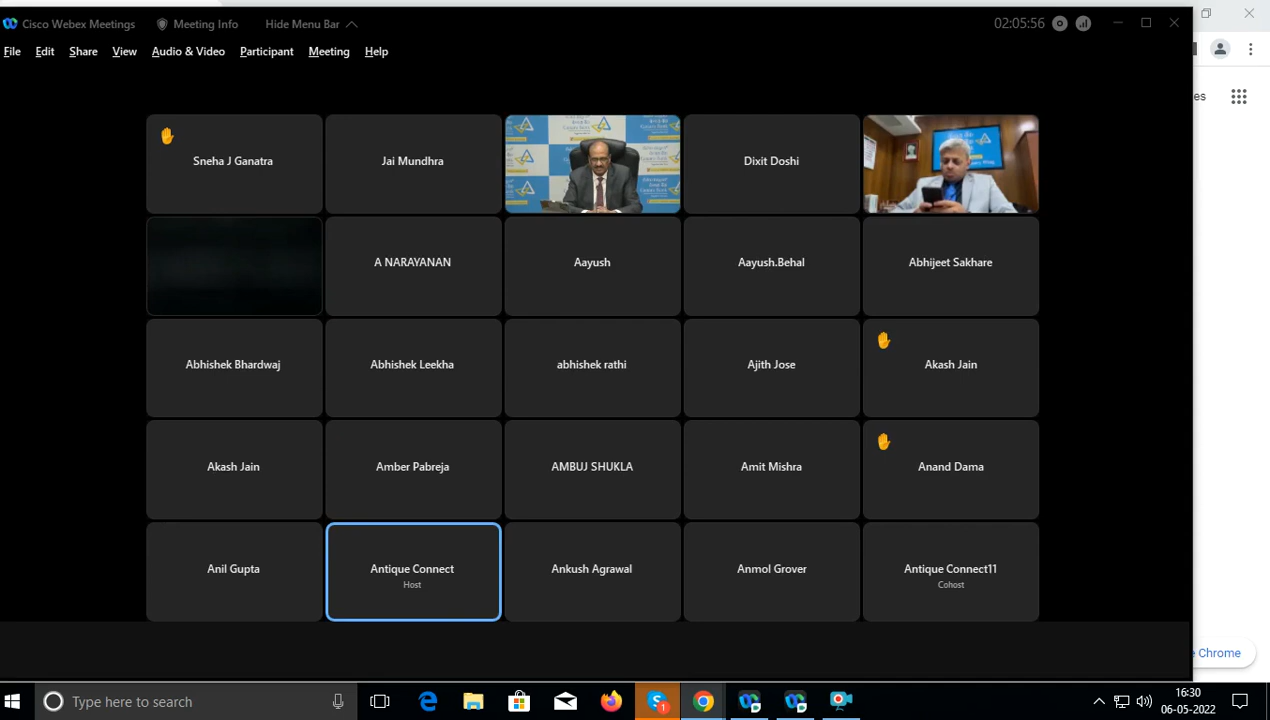 Cisco Webex Meetings
Meeting Info
Hide Menu Bar
02:05:56
File
Edit
Share
View
Audio & Video
Participant
Meeting
Help
es
Sneha J Ganatra
Jai Mundhra
Dixit Doshi
A NARAYANAN
Aayush
Aayush.Behal
Abhijeet Sakhare
Abhishek Bhardwaj
Abhishek Leekha
abhishek rathi
Ajith Jose
Akash Jain
Akash Jain
Amber Pabreja
AMBUJ SHUKLA
Amit Mishra
Anand Dama
Anil Gupta
Antique Connect
Host
Ankush Agrawal
Anmol Grover
Antique Connect11
Cohost
e Chrome
Type here to search
1
16:30
06-05-2022